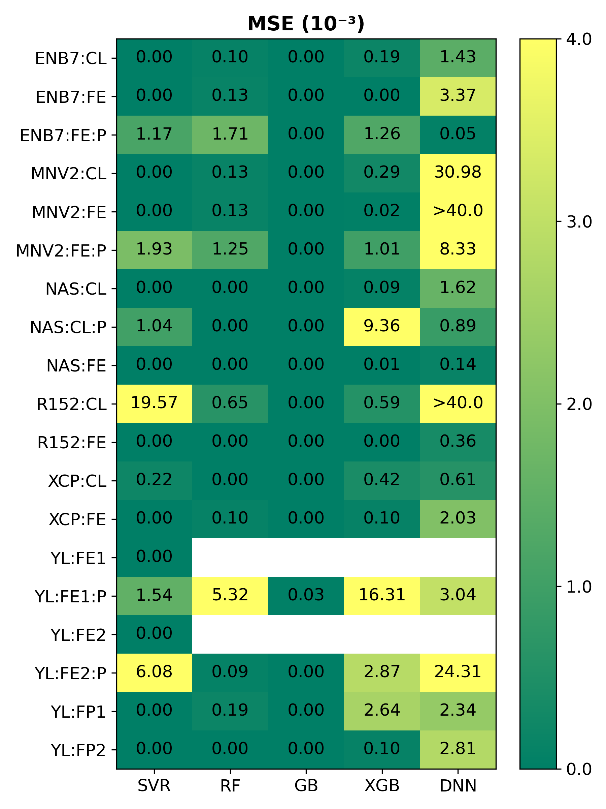 MSE (10⁻³)
ENB7:CL 0.00 0.10 0.00 0.19 1.43
ENB7:FE 0.00 0.13 0.00 0.00 3.37
ENB7:FE:P 1.17 1.71 0.00 1.26 0.05
MNV2:CL 0.00 0.13 0.00 0.29 30.98
MNV2:FE 0.00 0.13 0.00 0.02 >40.0
MNV2:FE:P 1.93 1.25 0.00 1.01 8.33
NAS:CL 0.00 0.00 0.00 0.09 1.62
NAS:CL:P 1.04 0.00 0.00 9.36 0.89
NAS:FE 0.00 0.00 0.00 0.01 0.14
R152:CL 19.57 0.65 0.00 0.59 >40.0
R152:FE 0.00 0.00 0.00 0.00 0.36
XCP:CL 0.22 0.00 0.00 0.42 0.61
XCP:FE 0.00 0.10 0.00 0.10 2.03
YL:FE1 0.00
YL:FE1:P 1.54 5.32 0.03 16.31 3.04
YL:FE2 0.00
YL:FE2:P 6.08 0.09 0.00 2.87 24.31
YL:FP1 0.00 0.19 0.00 2.64 2.34
YL:FP2 0.00 0.00 0.00 0.10 2.81
SVR RF GB XGB DNN
4.0
3.0
2.0
1.0
0.0